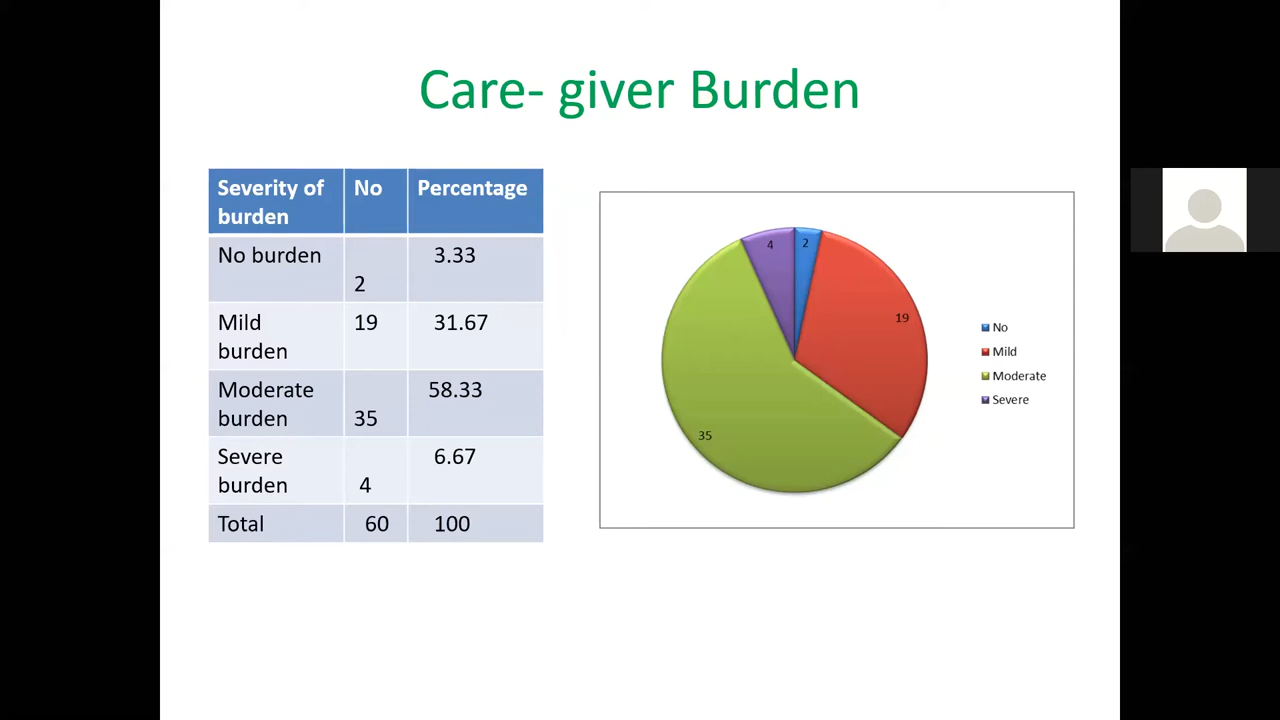 Care- giver Burden
Severity of burden No Percentage
No burden 2 3.33
Mild burden 19 31.67
Moderate burden 35 58.33
Severe burden 4 6.67
Total 60 100
4 2
19
35
No
Mild
Moderate
Severe